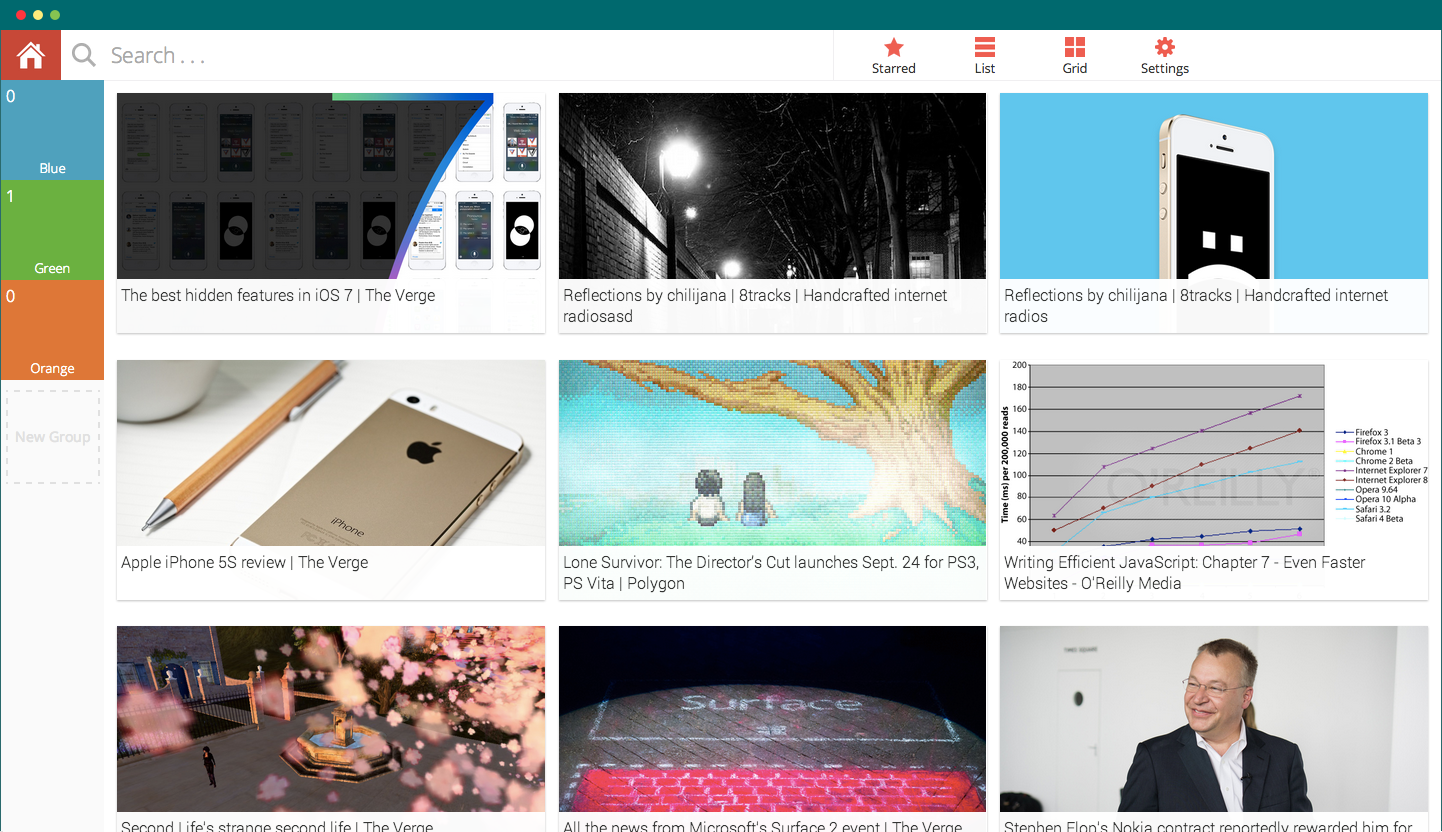 Search . . .
Starred
List
Grid
Settings
0
Blue
1
Green
0
Orange
New Group
The best hidden features in iOS 7 | The Verge
Reflections by chilijana | 8tracks | Handcrafted internet
radiosasd
Reflections by chilijana | 8tracks | Handcrafted internet
radios
iPhone
Apple iPhone 5S review | The Verge
Lone Survivor: The Director's Cut launches Sept. 24 for PS3,
PS Vita | Polygon
200
180
160
140
120
100
80
60
40
Time (ms) per 200,000 reads
O'REILLY
Firefox 3
Firefox 3.1 Beta 3
Chrome 1
Chrome 2 Beta
Internet Explorer 7
Internet Explorer 8
Opera 9.64
Opera 10 Alpha
Safari 3.2
Safari 4 Beta
Writing Efficient JavaScript: Chapter 7 - Even Faster
Websites - O'Reilly Media
Second Life's strange second life | The Verge
Surface
All the news from Microsoft's Surface 2 event | The Verge
TIMES SQUARE
Stephen Elop's Nokia contract reportedly rewarded him for